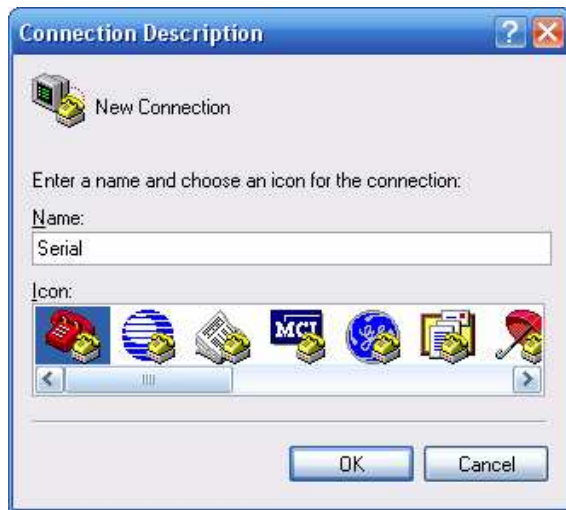 Connection Description
New Connection
Enter a name and choose an icon for the connection:
Name:
Serial
Icon:
MCI
OK
Cancel